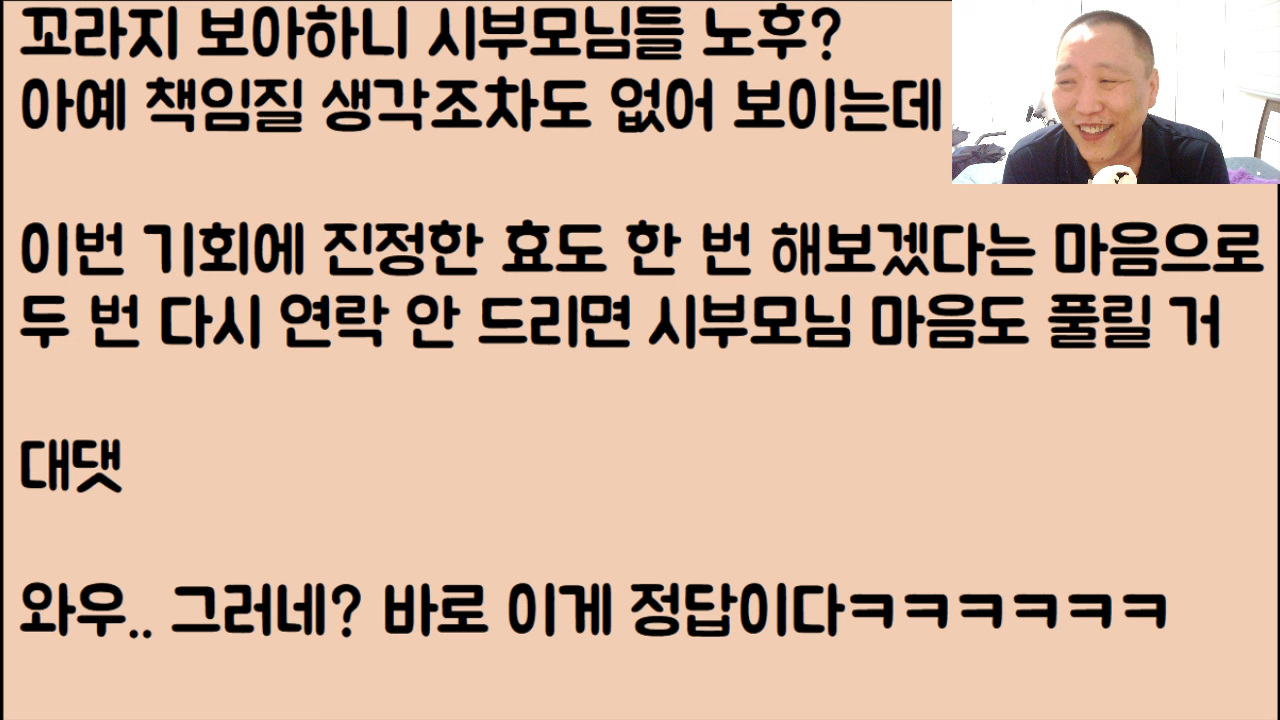 꼬라지 보아하니 시부모님들 노후?
아예 책임질 생각조차도 없어 보이는데
이번 기회에 진정한 효도 한 번 해보겠다는 마음으로
두 번 다시 연락 안 드리면 시부모님 마음도 풀릴 거
대댓
와우.. 그러네? 바로 이게 정답이다ㅋㅋㅋㅋㅋㅋ